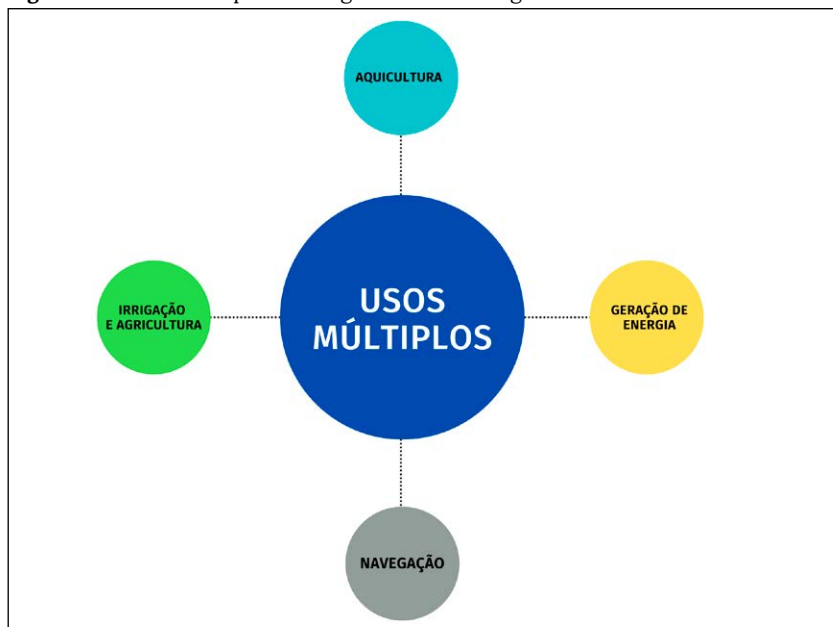 AQUICULTURA
IRRIGAÇÃO
E AGRICULTURA
USOS
MÚLTIPLOS
GERAÇÃO DE
ENERGIA
NAVEGAÇÃO